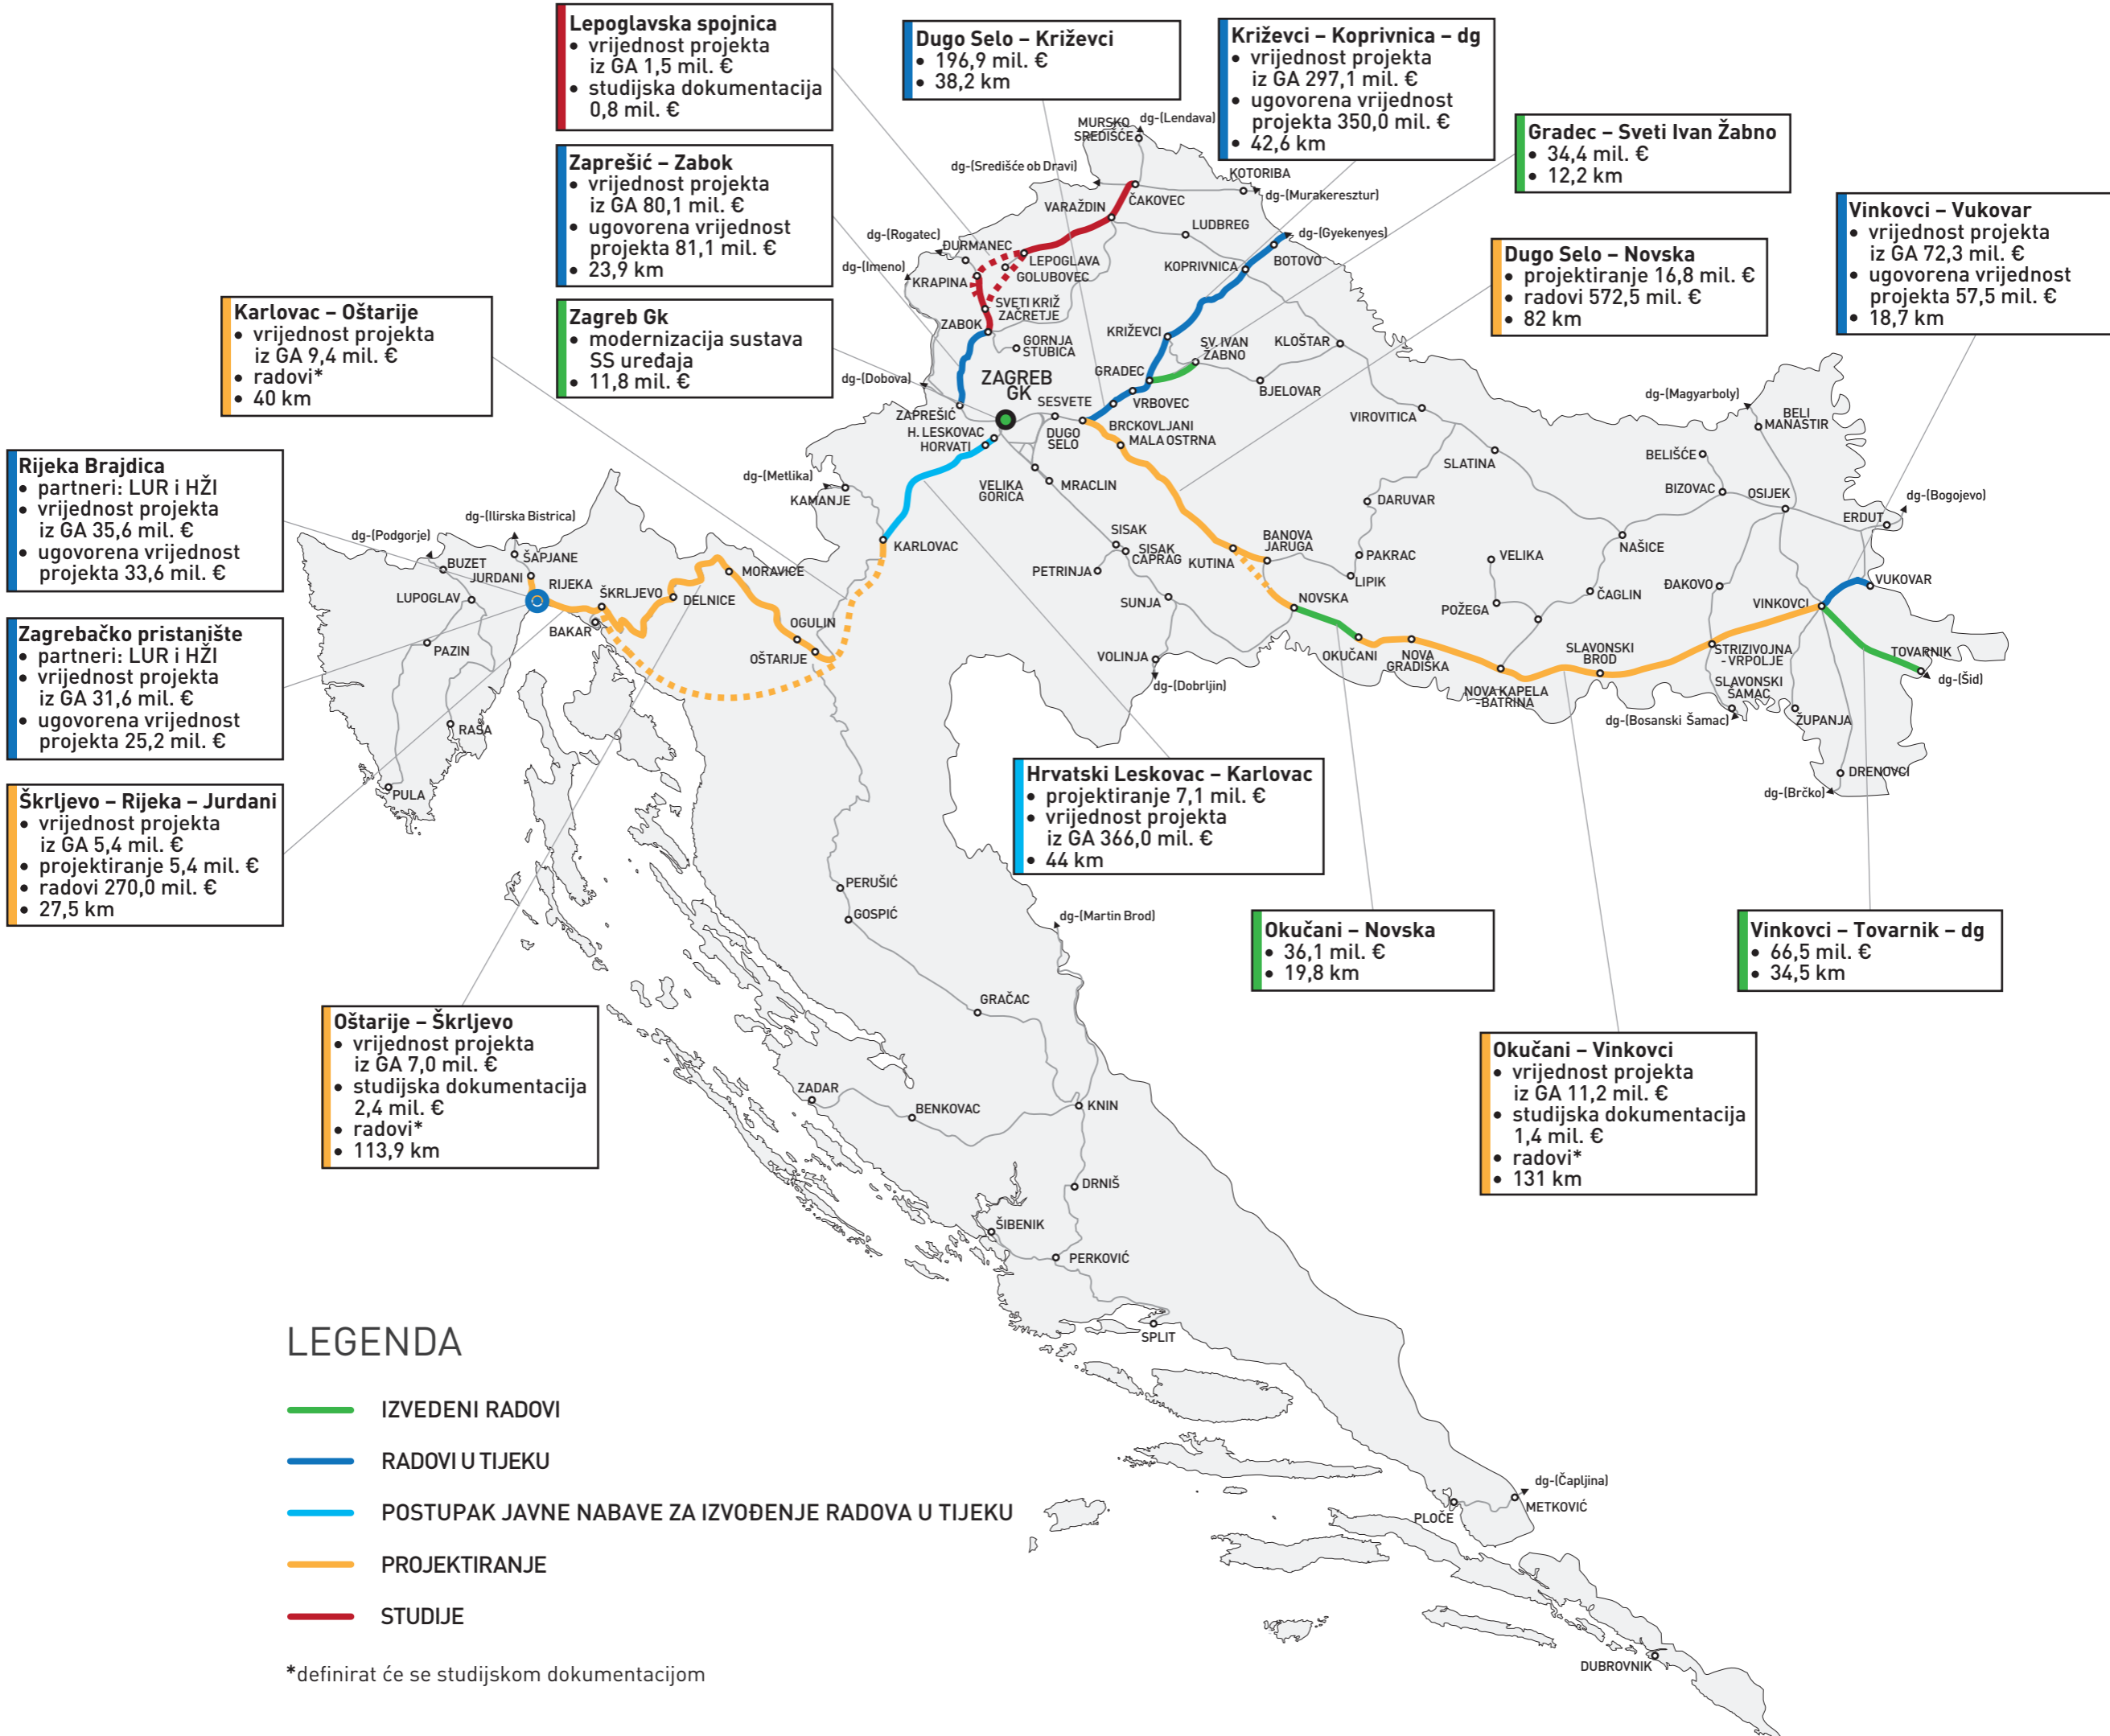 Lepoglavska spojnica
• vrijednost projekta
iz GA 1,5 mil. €
• studijska dokumentacija
0,8 mil. €
Dugo Selo – Križevci
• 196,9 mil. €
• 38,2 km
Križevci – Koprivnica – dg
• vrijednost projekta
iz GA 297,1 mil. €
• ugovorena vrijednost
projekta 350,0 mil. €
• 42,6 km
Gradec – Sveti Ivan Žabno
• 34,4 mil. €
• 12,2 km
Zaprešić – Zabok
• vrijednost projekta
iz GA 80,1 mil. €
• ugovorena vrijednost
projekta 81,1 mil. €
• 23,9 km
Vinkovci – Vukovar
• vrijednost projekta
iz GA 72,3 mil. €
• ugovorena vrijednost
projekta 57,5 mil. €
• 18,7 km
Dugo Selo – Novska
• projektiranje 16,8 mil. €
• radovi 572,5 mil. €
• 82 km
Karlovac – Oštarije
• vrijednost projekta
iz GA 9,4 mil. €
• radovi*
• 40 km
Zagreb Gk
• modernizacija sustava
SS uređaja
• 11,8 mil. €
Rijeka Brajdica
• partneri: LUR i HŽI
• vrijednost projekta
iz GA 35,6 mil. €
• ugovorena vrijednost
projekta 33,6 mil. €
Zagrebačko pristanište
• partneri: LUR i HŽI
• vrijednost projekta
iz GA 31,6 mil. €
• ugovorena vrijednost
projekta 25,2 mil. €
Škrljevo – Rijeka – Jurdani
• vrijednost projekta
iz GA 5,4 mil. €
• projektiranje 5,4 mil. €
• radovi 270,0 mil. €
• 27,5 km
Hrvatski Leskovac – Karlovac
• projektiranje 7,1 mil. €
• vrijednost projekta
iz GA 366,0 mil. €
• 44 km
Okučani – Novska
• 36,1 mil. €
• 19,8 km
Vinkovci – Tovarnik – dg
• 66,5 mil. €
• 34,5 km
Oštarije – Škrljevo
• vrijednost projekta
iz GA 7,0 mil. €
• studijska dokumentacija
2,4 mil. €
• radovi*
• 113,9 km
Okučani – Vinkovci
• vrijednost projekta
iz GA 11,2 mil. €
• studijska dokumentacija
1,4 mil. €
• radovi*
• 131 km
MURSKO
SREDIŠĆE
dg-(Lendava)
dg-(Središće ob Dravi)
KOTORIBA
dg-(Murakeresztur)
ČAKOVEC
VARAŽDIN
LUDBREG
dg-(Rogatec)
ĐURMANEC
dg-(Gyekenyes)
BOTOVO
LEPOGLAVA
GOLUBOVEC
KOPRIVNICA
dg-(Imeno)
KRAPINA
SVETI KRIŽ
ZAČRETJE
ZABOK
GORNJA
STUBICA
KRIŽEVCI
SV. IVAN
ŽABNO
KLOŠTAR
GRADEC
BJELOVAR
dg-(Dobova)
ZAGREB
GK
SESVETE
VRBOVEC
ZAPREŠIĆ
H. LESKOVAC
HORVATI
DUGO
SELO
BRCKOVLJANI
MALA OSTRNA
VIROVITICA
dg-(Magyarboly)
BELI
MANASTIR
SLATINA
BELIŠĆE
BIZOVAC
OSIJEK
dg-(Bogojevo)
ERDUT
dg-(Metlika)
KAMANJE
VELIKA
GORICA
MRACLIN
DARUVAR
KARLOVAC
SISAK
SISAK
CAPRAG
PETRINJA
SUNJA
KUTINA
BANOVA
JARUGA
PAKRAC
LIPIK
VELIKA
NAŠICE
ĐAKOVO
ČAGLIN
POŽEGA
VINKOVCI
VUKOVAR
NOVSKA
VOLINJA
dg-(Dobrljin)
OKUČANI
NOVA
GRADIŠKA
SLAVONSKI
BROD
NOVA KAPELA
-BATRINA
STRIZIVOJNA
-VRPOLJE
SLAVONSKI
ŠAMAC
dg-(Bosanski Šamac)
ŽUPANJA
TOVARNIK
dg-(Šid)
DRENOVCI
dg-(Brčko)
dg-(Podgorje)
dg-(Ilirska Bistrica)
BUZET
ŠAPJANE
JURDANI
RIJEKA
ŠKRLJEVO
LUPOGLAV
BAKAR
DELNICE
MORAVICE
OGULIN
OŠTARIJE
PAZIN
RAŠA
PULA
PERUŠIĆ
GOSPIĆ
dg-(Martin Brod)
GRAČAC
ZADAR
BENKOVAC
KNIN
DRNIŠ
ŠIBENIK
PERKOVIĆ
SPLIT
dg-(Čapljina)
METKOVIĆ
PLOČE
DUBROVNIK
LEGENDA
IZVEDENI RADOVI
RADOVI U TIJEKU
POSTUPAK JAVNE NABAVE ZA IZVOĐENJE RADOVA U TIJEKU
PROJEKTIRANJE
STUDIJE
*definirat će se studijskom dokumentacijom